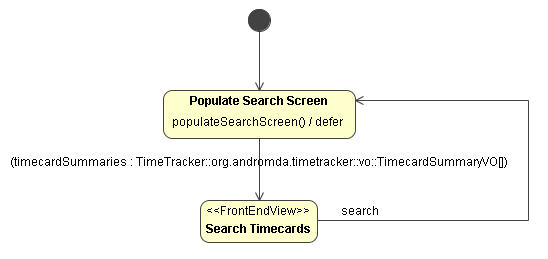 Populate Search Screen
populateSearchScreen() / defer
(timecardSummaries : TimeTracker::org.andromda.timetracker::vo::TimecardSummaryVO[])
<<FrontEndView>>
search
Search Timecards